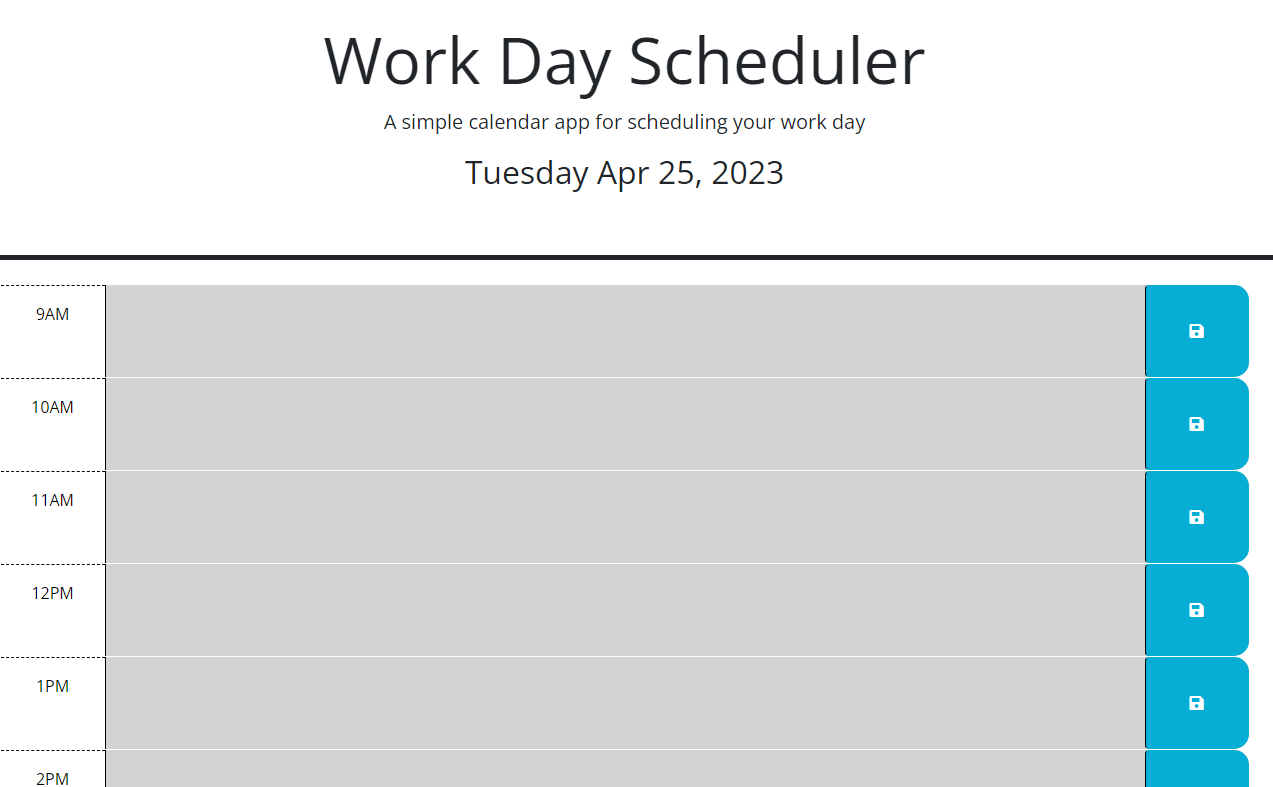 Work Day Scheduler
A simple calendar app for scheduling your work day
Tuesday Apr 25, 2023
9AM
10AM
11AM
12PM
1PM
2PM